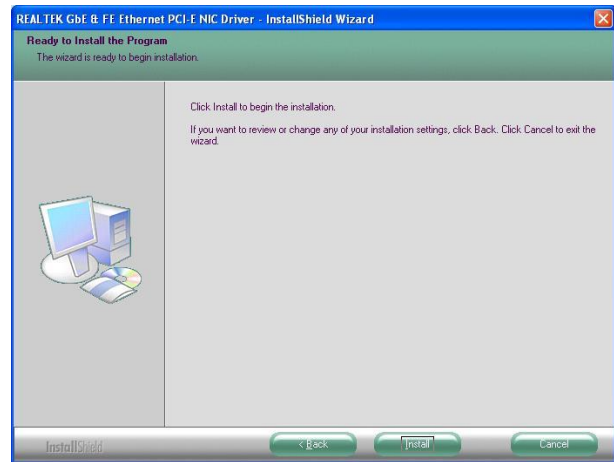 REALTEK GbE & FE Ethernet PCI-E NIC Driver - InstallShield Wizard
Ready to Install the Program
The wizard is ready to begin installation.
Click Install to begin the installation.
If you want to review or change any of your installation settings, click Back. Click Cancel to exit the
wizard.
InstallShield
< Back
Install
Cancel